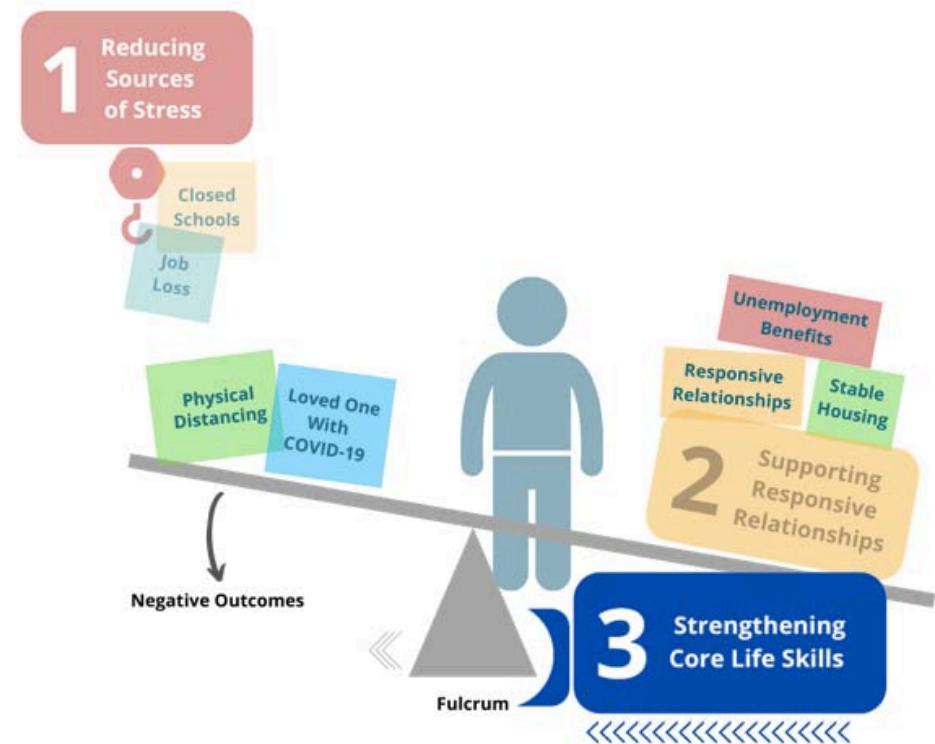 1
Reducing
Sources
of Stress
Closed
Schools
Job
Loss
Physical
Distancing
Loved One
With
COVID-19
Negative Outcomes
Unemployment
Benefits
Responsive
Relationships
Stable
Housing
2
Supporting
Responsive
Relationships
3
Strengthening
Core Life Skills
Fulcrum